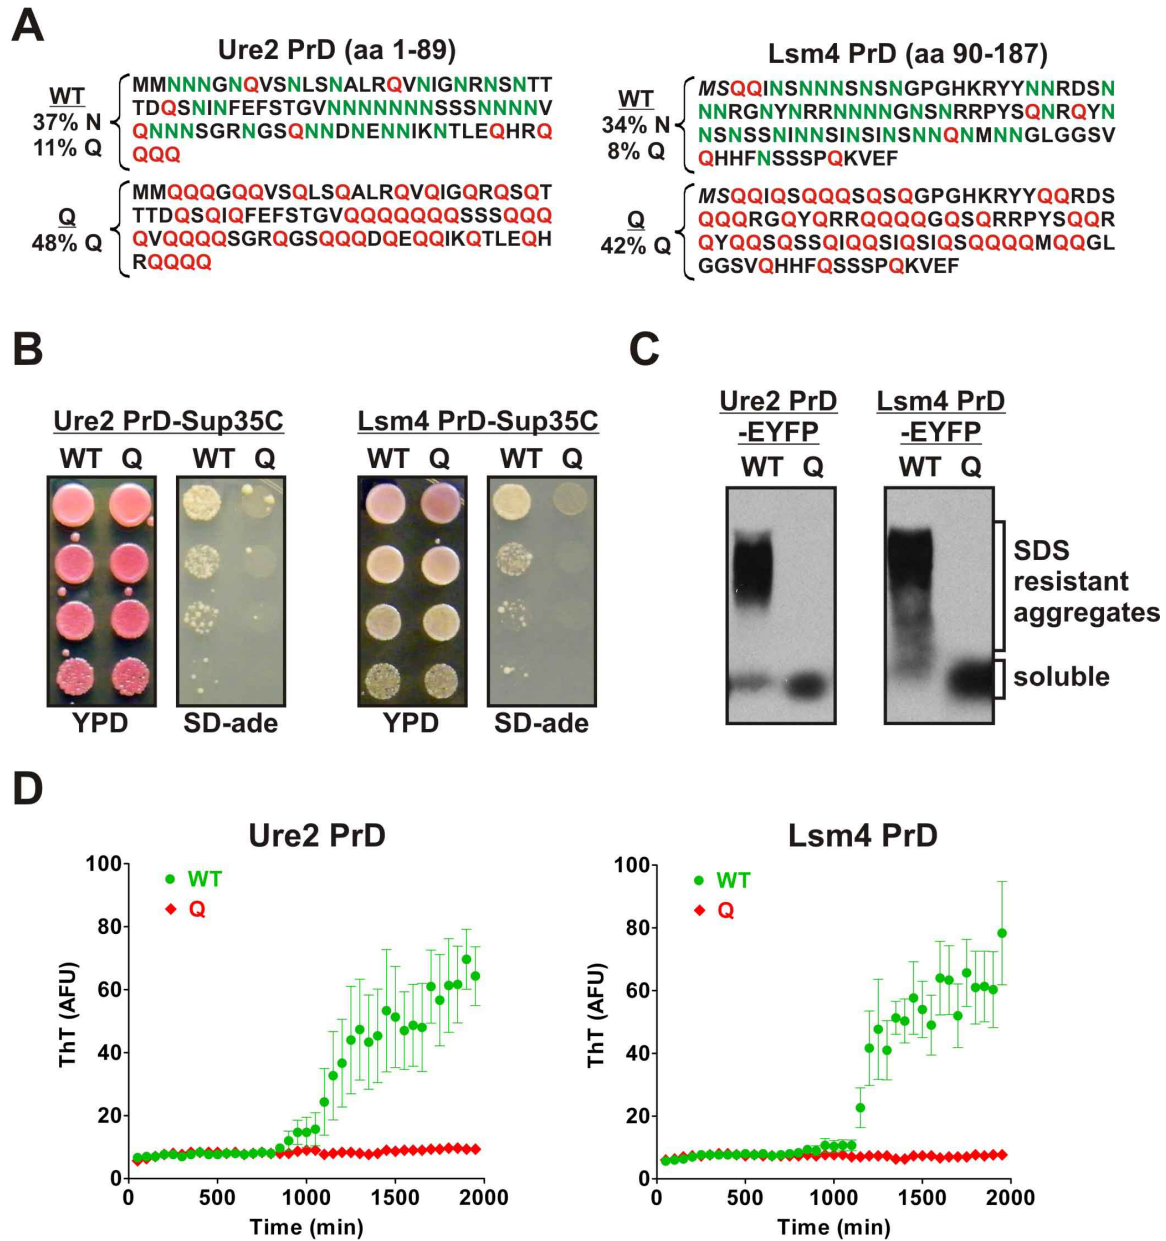 A
Ure2 PrD (aa 1-89)
WT
37% N
11% Q
MMNNNGNQVSNLSNALRQVNIGNRNSNTT
TDQSNINFEFSTGVNNNNNNNSSSNNNNV
QNNNSGRNGSQNNDNENNIKNTLEQHRQ
QQQ
Q
48% Q
MMQQQGQQVSQLSQALRQVQIGQRQSQT
TTDQSQIQFEFSTGVQQQQQQQSSSQQQ
QVQQQQSGRQGSQQQDQEQQIKQTLEQH
RQQQQ
Lsm4 PrD (aa 90-187)
WT
34% N
8% Q
MSQQINSNNNSNSNGPGHKRYYNNRDSN
NNRGNYNRRNNNNGNSNRRPYSQNRQYN
NSNSSNINNSINSINSNNQNMNNGLGGSV
QHHFNSSSPQKVEF
Q
42% Q
MSQQIQSQQQSQSQGPGHKRYYQQRDS
QQQRGQYQRRQQQQGQSQRRPYSQQR
QYQQSQSSQIQQSIQSIQSQQQQMQQGL
GGSVQHHFQSSSPQKVEF
B
Ure2 PrD-Sup35C
WT Q WT Q
YPD SD-ade
Lsm4 PrD-Sup35C
WT Q WT Q
YPD SD-ade
C
Ure2 PrD
-EYFP
WT Q
Lsm4 PrD
-EYFP
WT Q
SDS
resistant
aggregates
soluble
D
Ure2 PrD
WT
Q
ThT (AFU)
100
80
60
40
20
0
0 500 1000 1500 2000
Time (min)
Lsm4 PrD
WT
Q
ThT (AFU)
100
80
60
40
20
0
0 500 1000 1500 2000
Time (min)